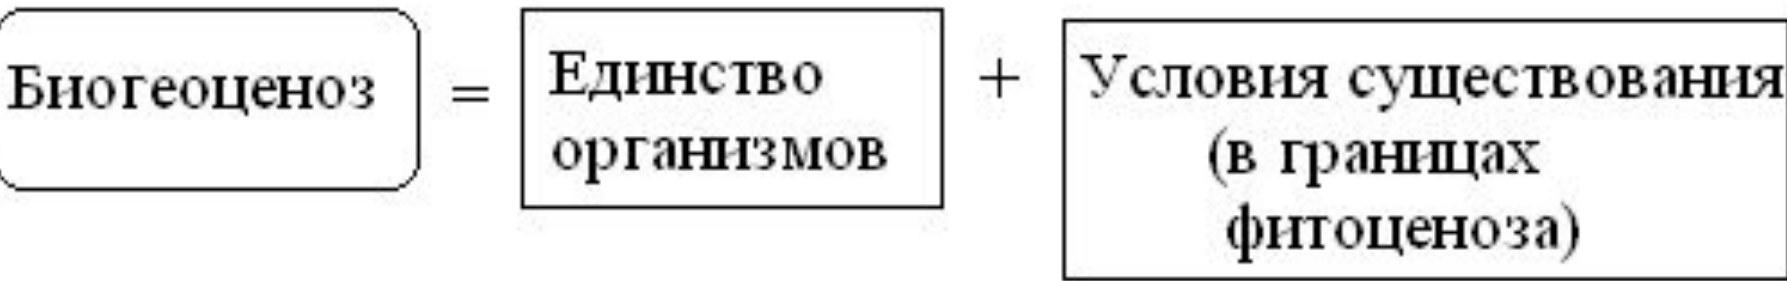 Биогеоценоз = Единство организмов + Условия существования
(в границах
фитоценоза)